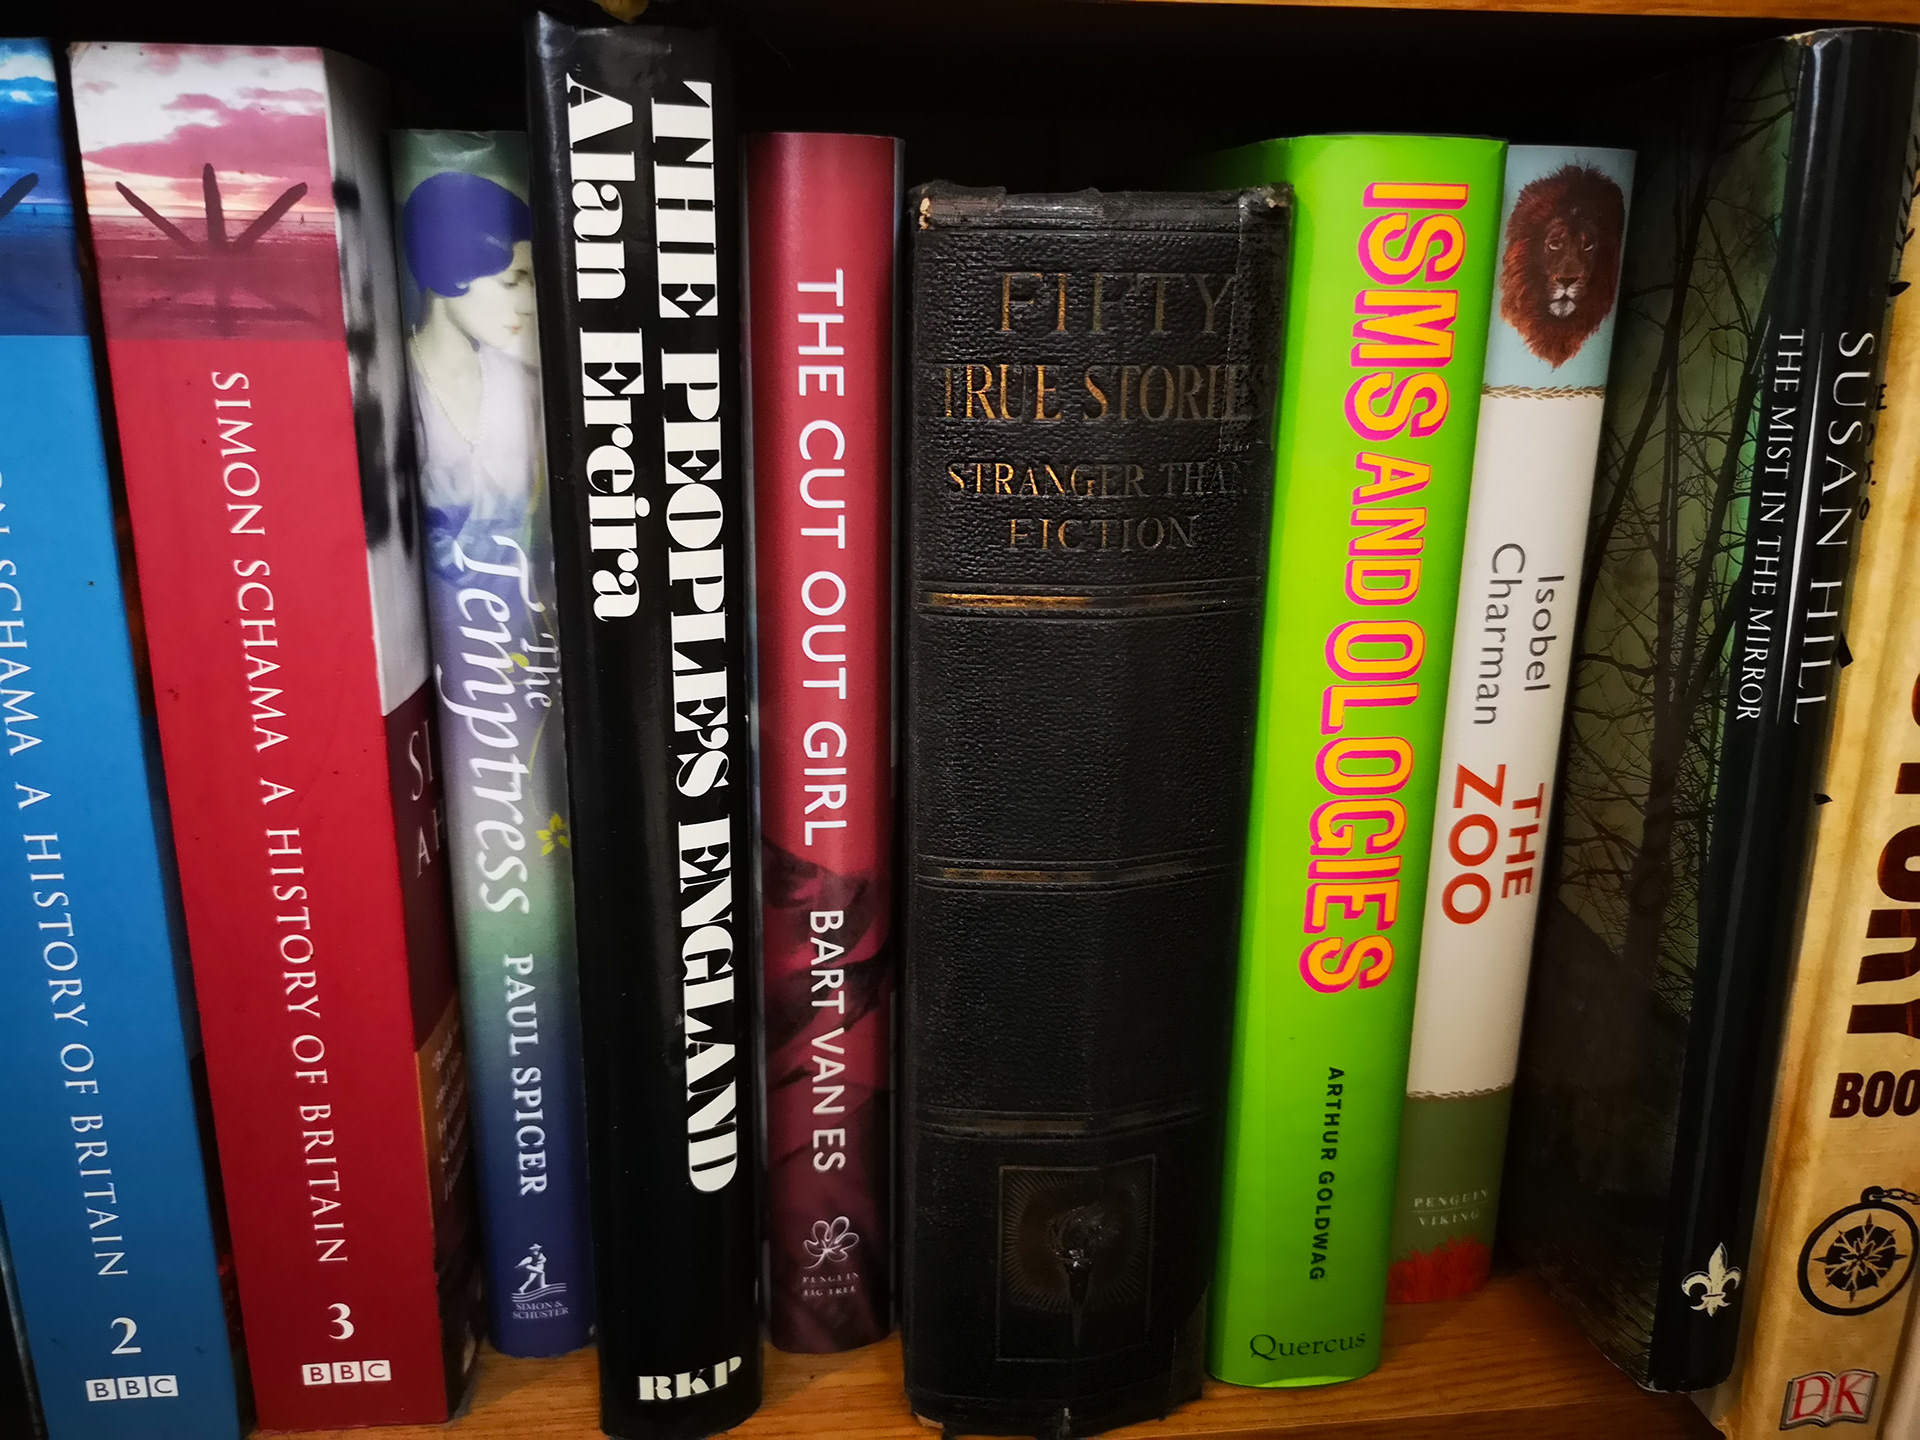 SCHAMA A HISTORY OF BRITAIN
2
BBC
SIMON SCHAMA A HISTORY OF BRITAIN
3
BBC
The
Temptress
PAUL SPICER
SIMON &
SCHUSTER
THE PEOPLE'S ENGLAND
Alan Ereira
RKP
THE CUT OUT GIRL
BART VAN ES
PENGUIN
FIG TREE
FIFTY
TRUE STORIES
STRANGER THAN
FICTION
ISMS AND OLOGIES
ARTHUR GOLDWAG
Quercus
Isobel
Charman
THE
ZOO
PENGUIN
VIKING
SUSAN HILL
THE MIST IN THE MIRROR
BOO
DK